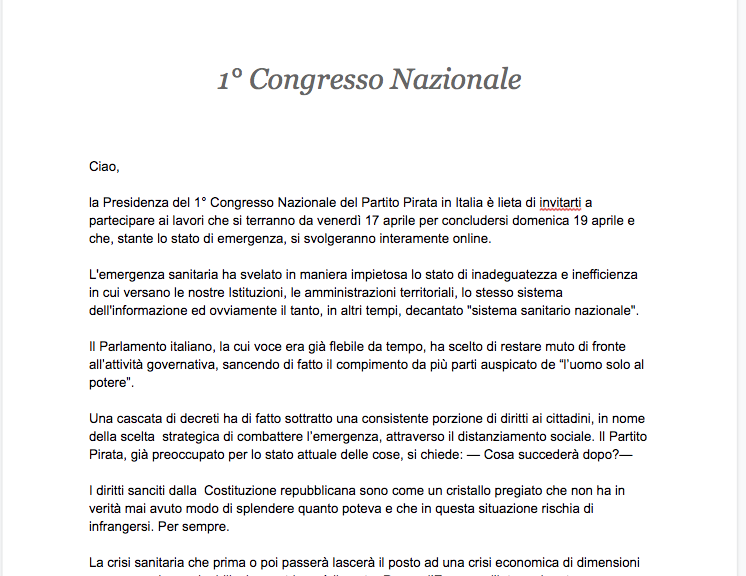 1° Congresso Nazionale
Ciao,
la Presidenza del 1° Congresso Nazionale del Partito Pirata in Italia è lieta di invitarti a
partecipare ai lavori che si terranno da venerdì 17 aprile per concludersi domenica 19 aprile e
che, stante lo stato di emergenza, si svolgeranno interamente online.
L'emergenza sanitaria ha svelato in maniera impietosa lo stato di inadeguatezza e inefficienza
in cui versano le nostre Istituzioni, le amministrazioni territoriali, lo stesso sistema
dell'informazione ed ovviamente il tanto, in altri tempi, decantato "sistema sanitario nazionale".
Il Parlamento italiano, la cui voce era già flebile da tempo, ha scelto di restare muto di fronte
all'attività governativa, sancendo di fatto il compimento da più parti auspicato de "l'uomo solo al
potere".
Una cascata di decreti ha di fatto sottratto una consistente porzione di diritti ai cittadini, in nome
della scelta  strategica di combattere l'emergenza, attraverso il distanziamento sociale. Il Partito
Pirata, già preoccupato per lo stato attuale delle cose, si chiede: — Cosa succederà dopo?—
I diritti sanciti dalla  Costituzione repubblicana sono come un cristallo pregiato che non ha in
verità mai avuto modo di splendere quanto poteva e che in questa situazione rischia di
infrangersi. Per sempre.
La crisi sanitaria che prima o poi passerà lascerà il posto ad una crisi economica di dimensioni